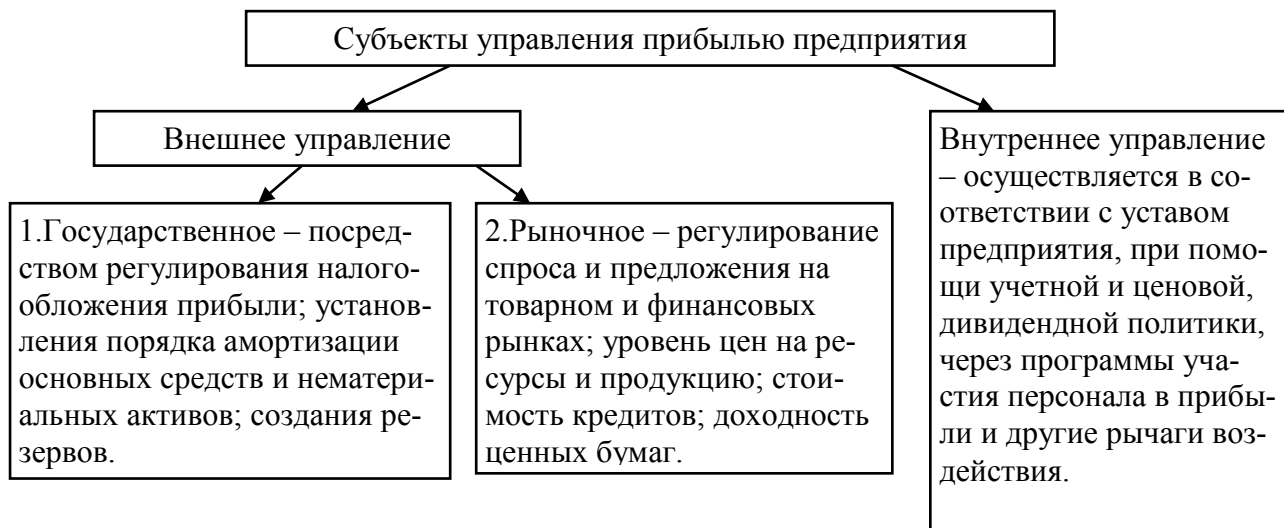 Субъекты управления прибылью предприятия
Внешнее управление
1.Государственное – посред-
ством регулирования налого-
обложения прибыли; установ-
ления порядка амортизации
основных средств и нематери-
альных активов; создания ре-
зервов.
2.Рыночное – регулирование
спроса и предложения на
товарном и финансовых
рынках; уровень цен на ре-
сурсы и продукцию; стои-
мость кредитов; доходность
ценных бумаг.
Внутреннее управление
– осуществляется в со-
ответствии с уставом
предприятия, при помо-
щи учетной и ценовой,
дивидендной политики,
через программы уча-
стия персонала в прибы-
ли и другие рычаги воз-
действия.